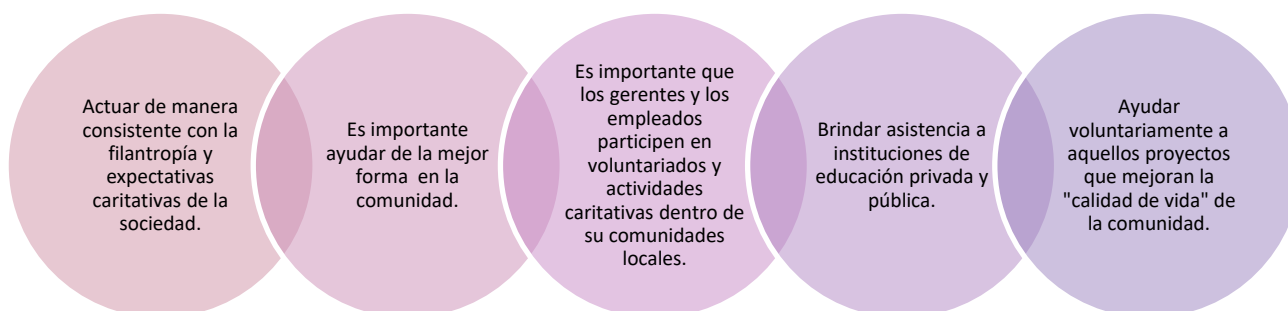 Actuar de manera
consistente con la
filantropía y
expectativas
caritativas de la
sociedad.
Es importante
ayudar de la mejor
forma en la
comunidad.
Es importante que
los gerentes y los
empleados
participen en
voluntariados y
actividades
caritativas dentro de
su comunidades
locales.
Brindar asistencia a
instituciones de
educación privada y
pública.
Ayudar
voluntariamente a
aquellos proyectos
que mejoran la
"calidad de vida" de
la comunidad.